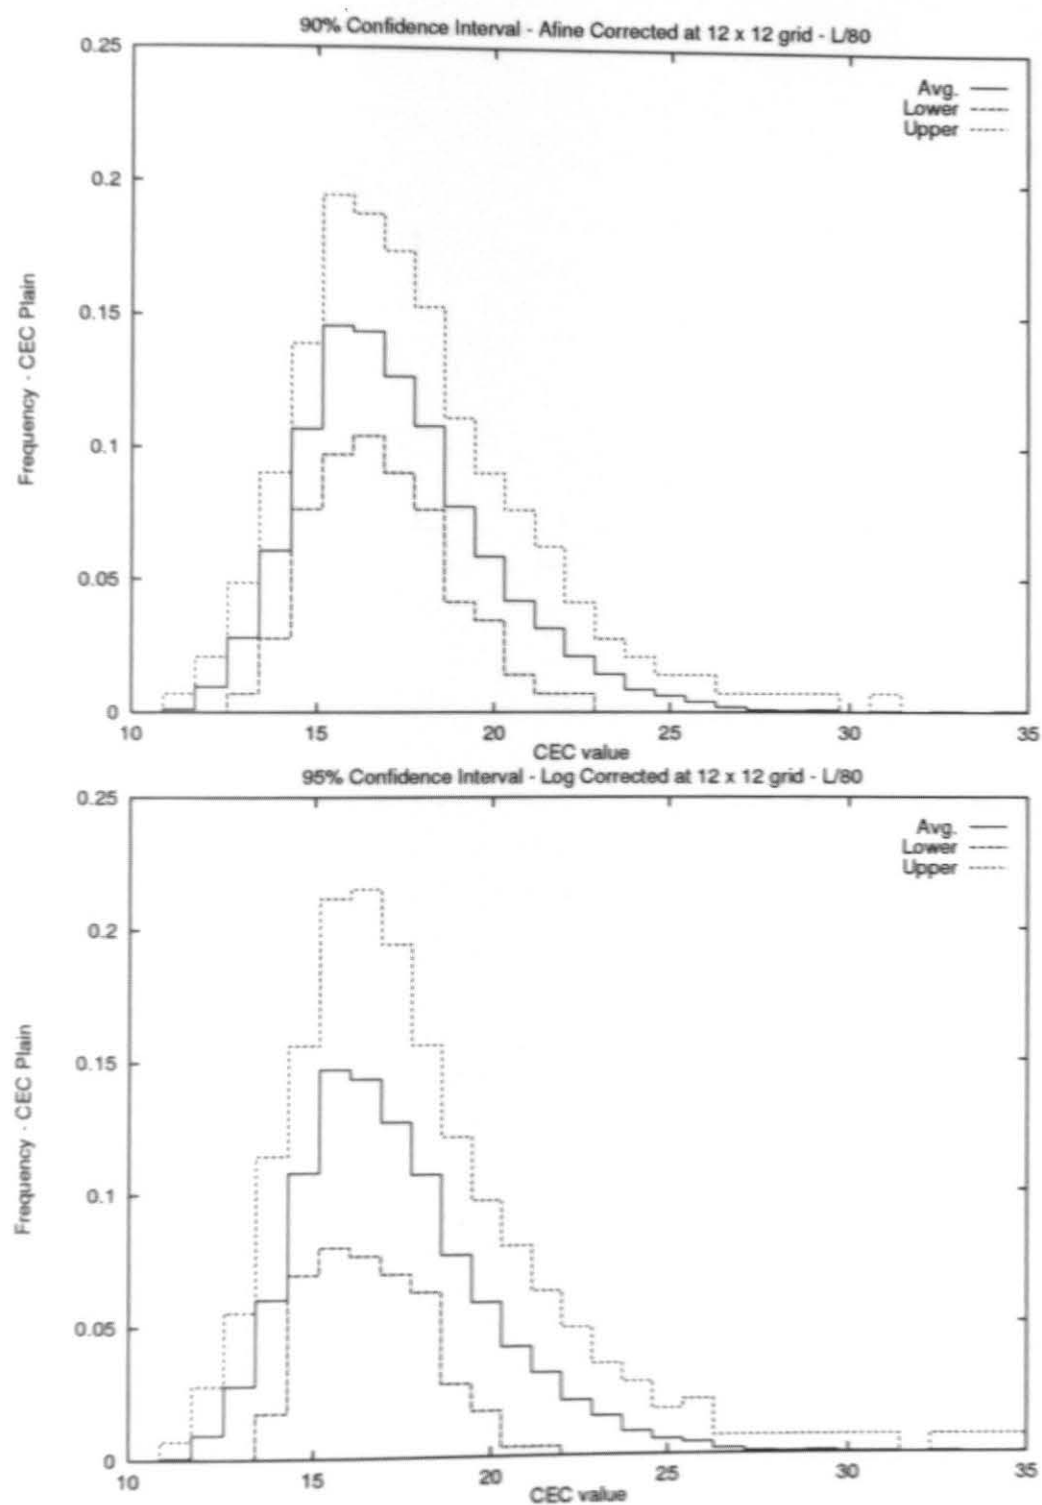 90% Confidence Interval - Afine Corrected at 12 x 12 grid - L/80
0.25
0.2
0.15
0.1
0.05
0
Frequency - CEC Plain
Avg.
Lower
Upper
10 15 20 25 30 35
CEC value
95% Confidence Interval - Log Corrected at 12 x 12 grid - L/80
0.25
0.2
0.15
0.1
0.05
0
Frequency - CEC Plain
Avg.
Lower
Upper
10 15 20 25 30 35
CEC value